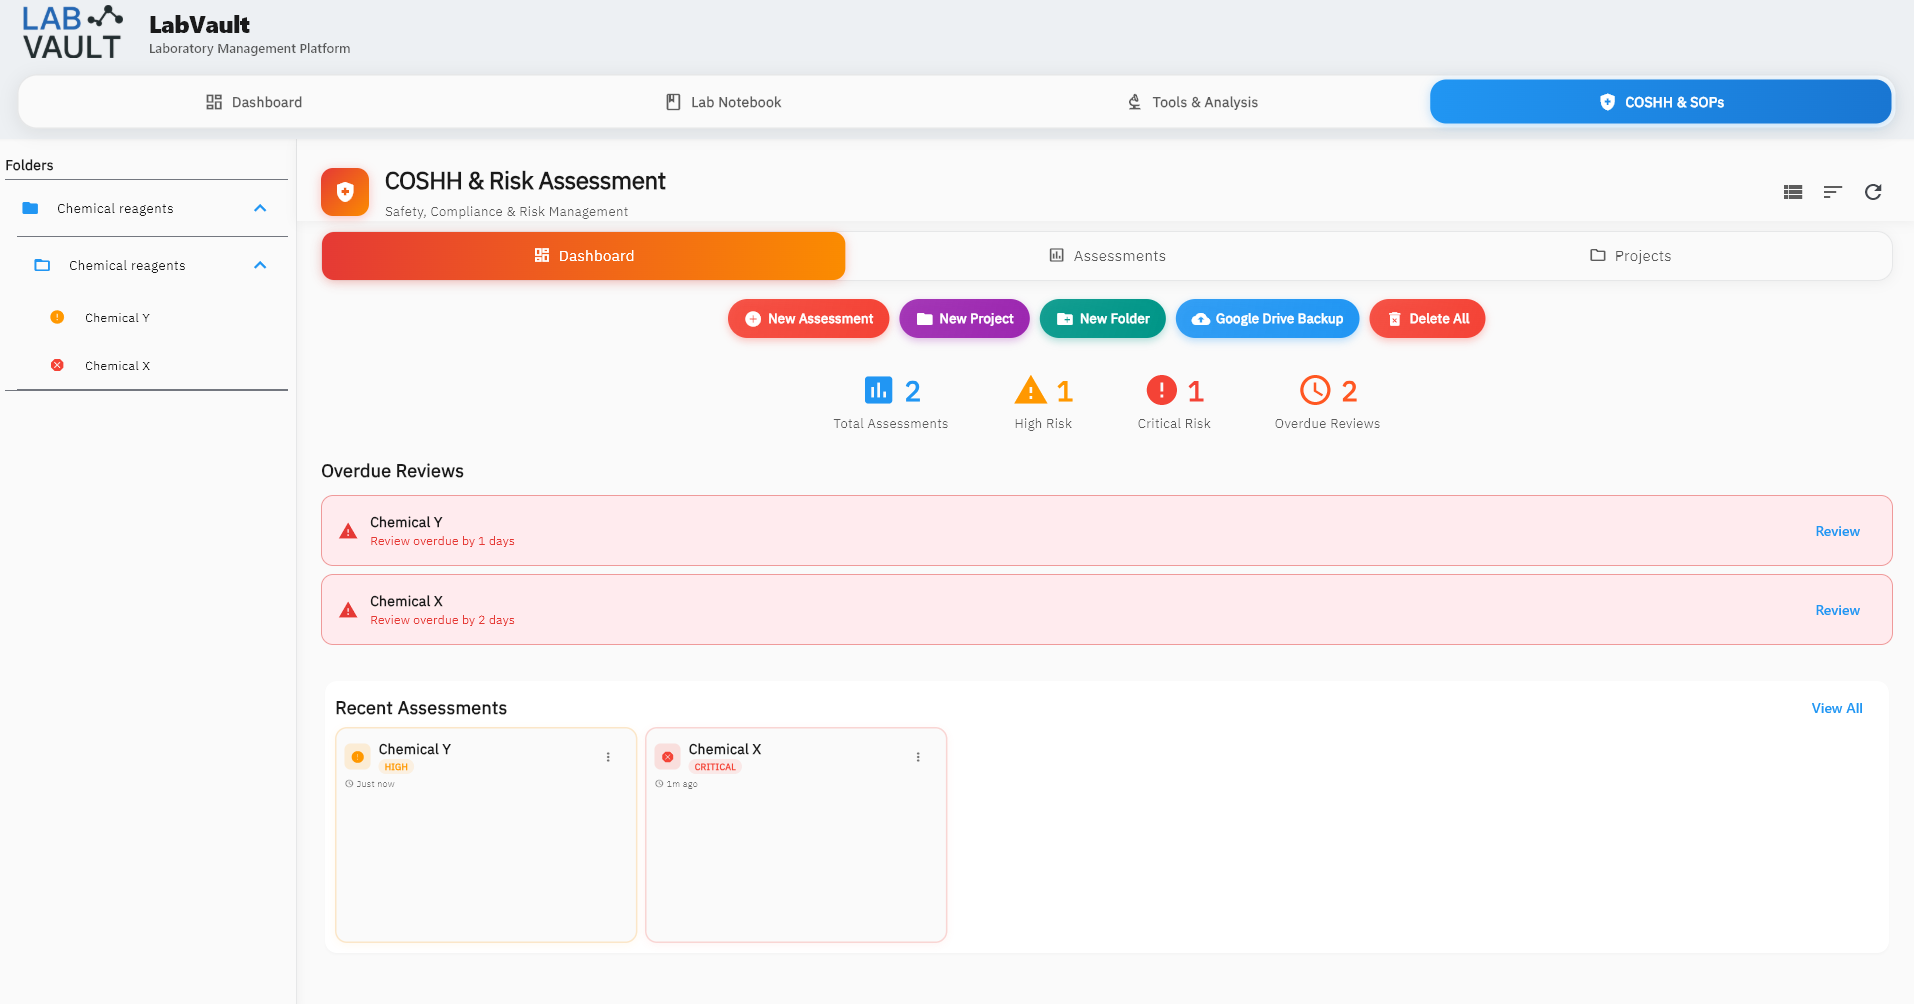 LAB
VAULT
LabVault
Laboratory Management Platform
Dashboard
Lab Notebook
Tools & Analysis
COSHH & SOPs
Folders
Chemical reagents
Chemical reagents
Chemical Y
Chemical X
COSHH & Risk Assessment
Safety, Compliance & Risk Management
Dashboard
Assessments
Projects
New Assessment
New Project
New Folder
Google Drive Backup
Delete All
2
Total Assessments
1
High Risk
1
Critical Risk
2
Overdue Reviews
Overdue Reviews
Chemical Y
Review overdue by 1 days
Review
Chemical X
Review overdue by 2 days
Review
Recent Assessments
View All
Chemical Y
HIGH
Just now
Chemical X
CRITICAL
1m ago